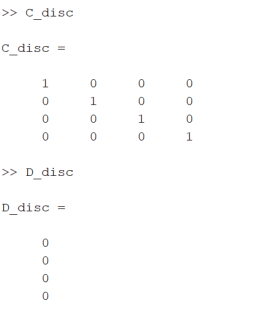 >> C_disc
C_disc =
1 0 0 0
0 1 0 0
0 0 1 0
0 0 0 1
>> D_disc
D_disc =
0
0
0
0